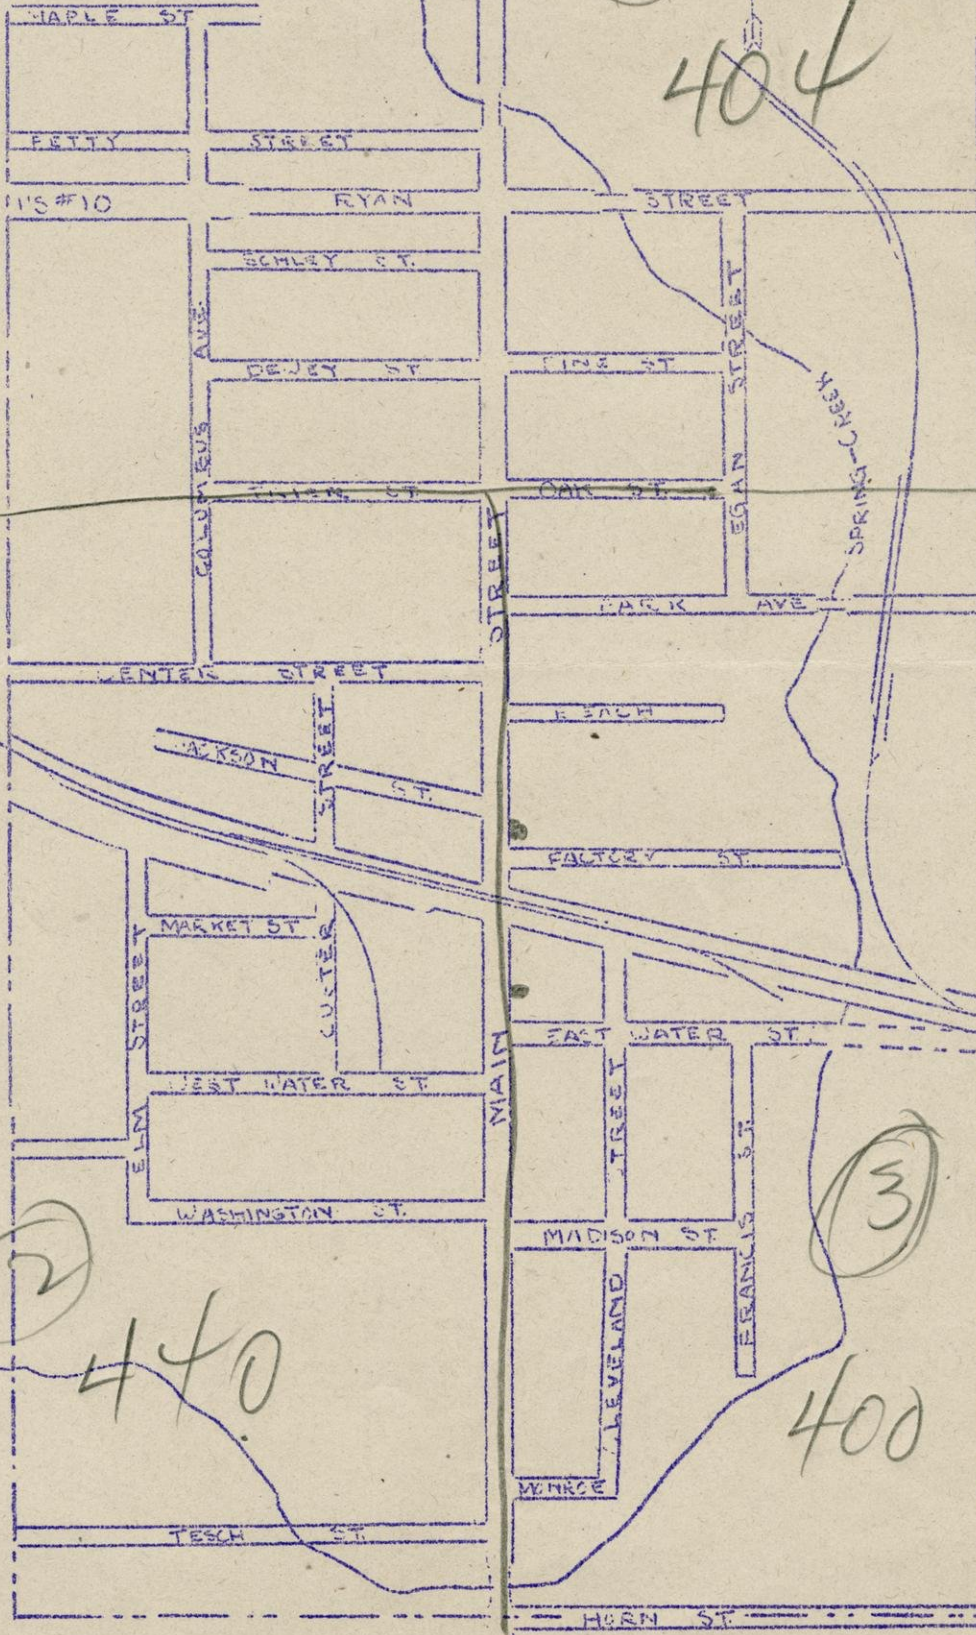 MAPLE ST
404
FETTY STREET
RYAN STREET
SCHLEY ST.
COLUMBUS AVE.
DEWEY ST
PINE ST
EGAN STREET
SPRING-CREEK
THIEN ST
OAK ST.
STREET
PARK AVE
CENTER STREET
BEACH
JACKSON ST.
STREET
FACTORY ST.
MARKET ST
CUSTER
ELM STREET
MAIN
EAST WATER ST.
WEST WATER ST.
CLEVELAND STREET
FRANCIS ST.
3
WASHINGTON ST.
MADISON ST
2
440
400
MONROE
TESCH ST.
HORN ST